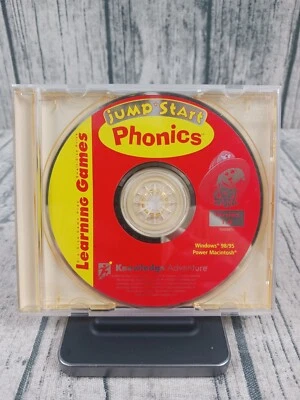 Jump Start
Phonics
Learning Games
Windows® 98/95
Power Macintosh®
Knowledge Adventure®